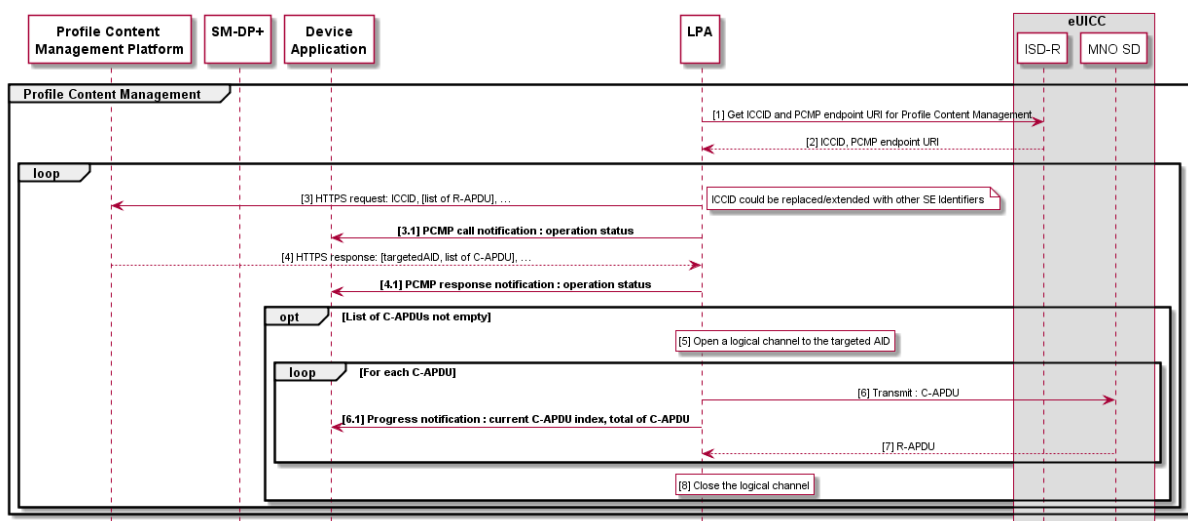 Profile Content
Management Platform
SM-DP+
Device
Application
LPA
eUICC
ISD-R
MNO SD
Profile Content Management
[1] Get ICCID and PCMP endpoint URI for Profile Content Management
[2] ICCID, PCMP endpoint URI
loop
[3] HTTPS request: ICCID, [list of R-APDU], ...
ICCID could be replaced/extended with other SE Identifiers
[3.1] PCMP call notification : operation status
[4] HTTPS response: [targetedAID, list of C-APDU], ...
[4.1] PCMP response notification : operation status
opt [List of C-APDUs not empty]
[5] Open a logical channel to the targeted AID
loop [For each C-APDU]
[6] Transmit : C-APDU
[6.1] Progress notification : current C-APDU index, total of C-APDU
[7] R-APDU
[8] Close the logical channel